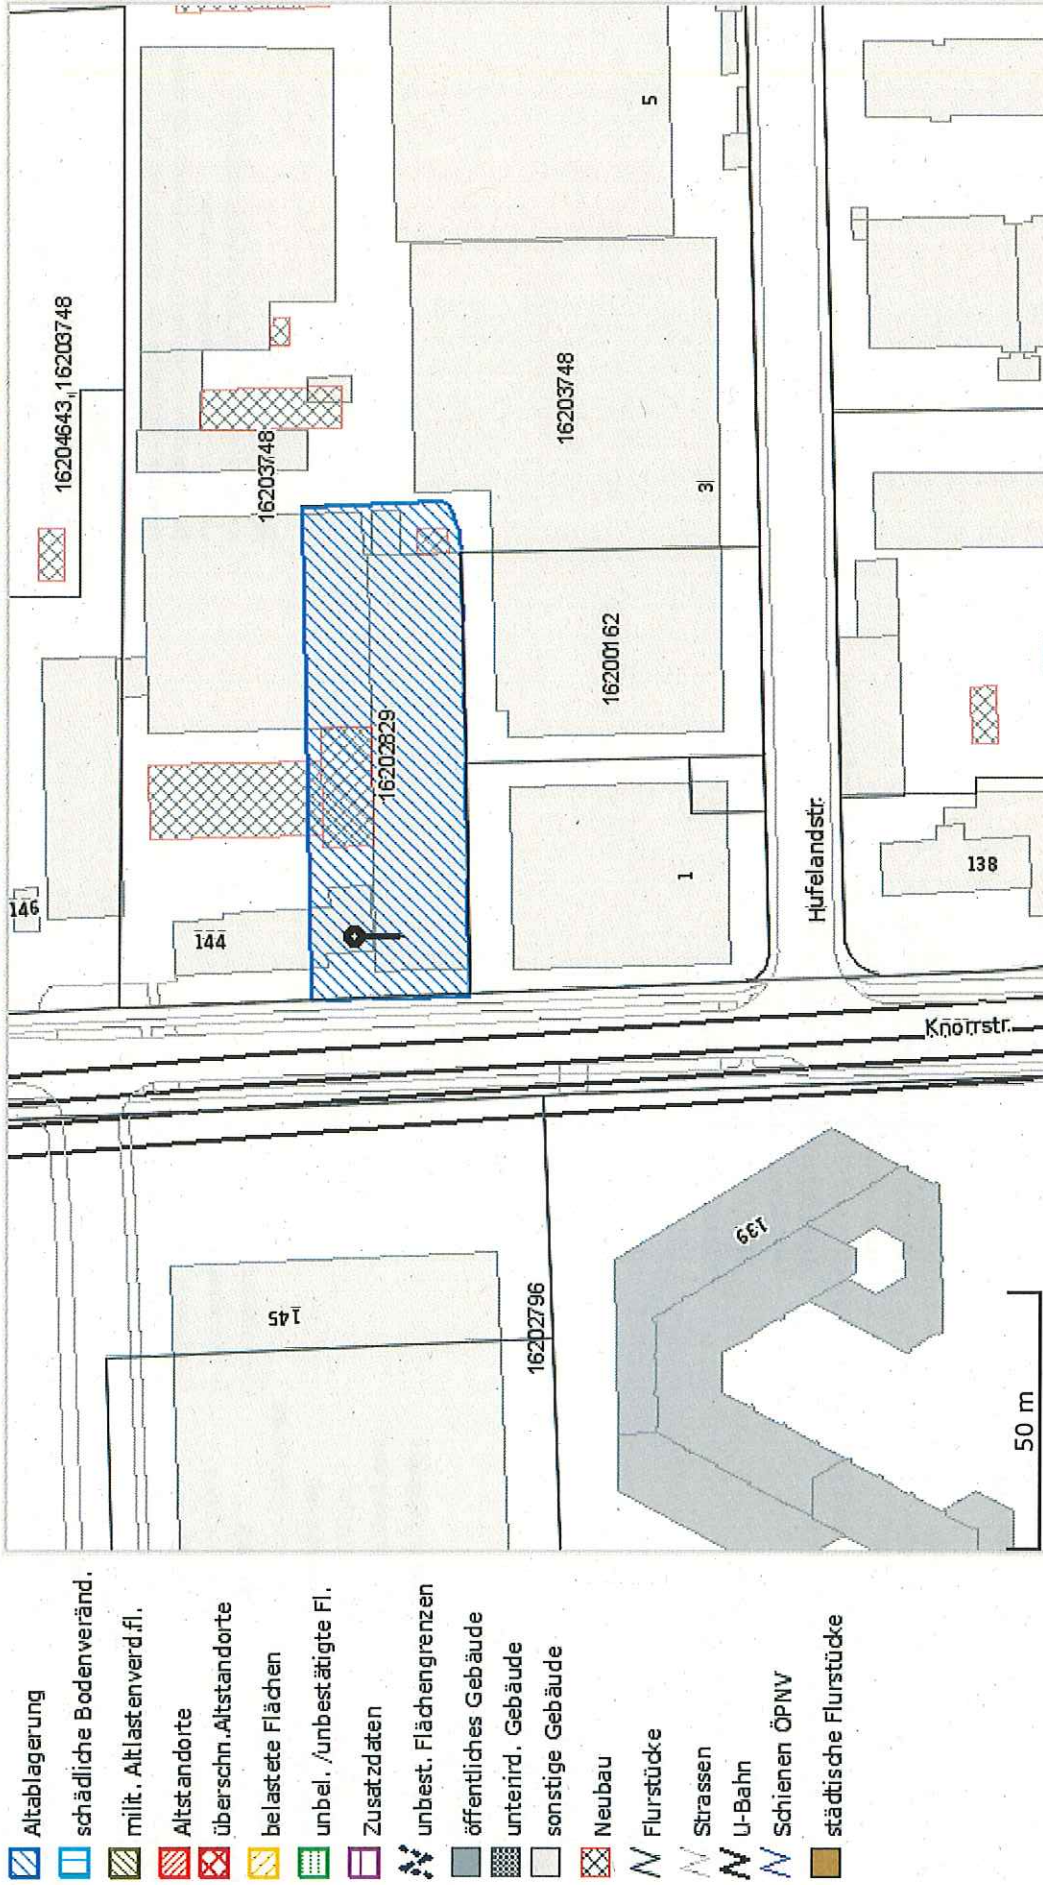 Altablagerung
schädliche Bodenveränd.
milit. Altlastenverd.fl.
Altstandorte
überschn.Altstandorte
belastete Flächen
unbel. /unbestätigte Fl.
Zusatzdaten
unbest. Flächengrenzen
öffentliches Gebäude
unterird. Gebäude
sonstige Gebäude
Neubau
Flurstücke
Strassen
U-Bahn
Schienen ÖPNV
städtische Flurstücke
146
16204643,16203748
144
16203748
5
16202829
16203748
3
16200162
1
Hufelandstr.
138
Knorrstr.
145
139
16202796
50 m